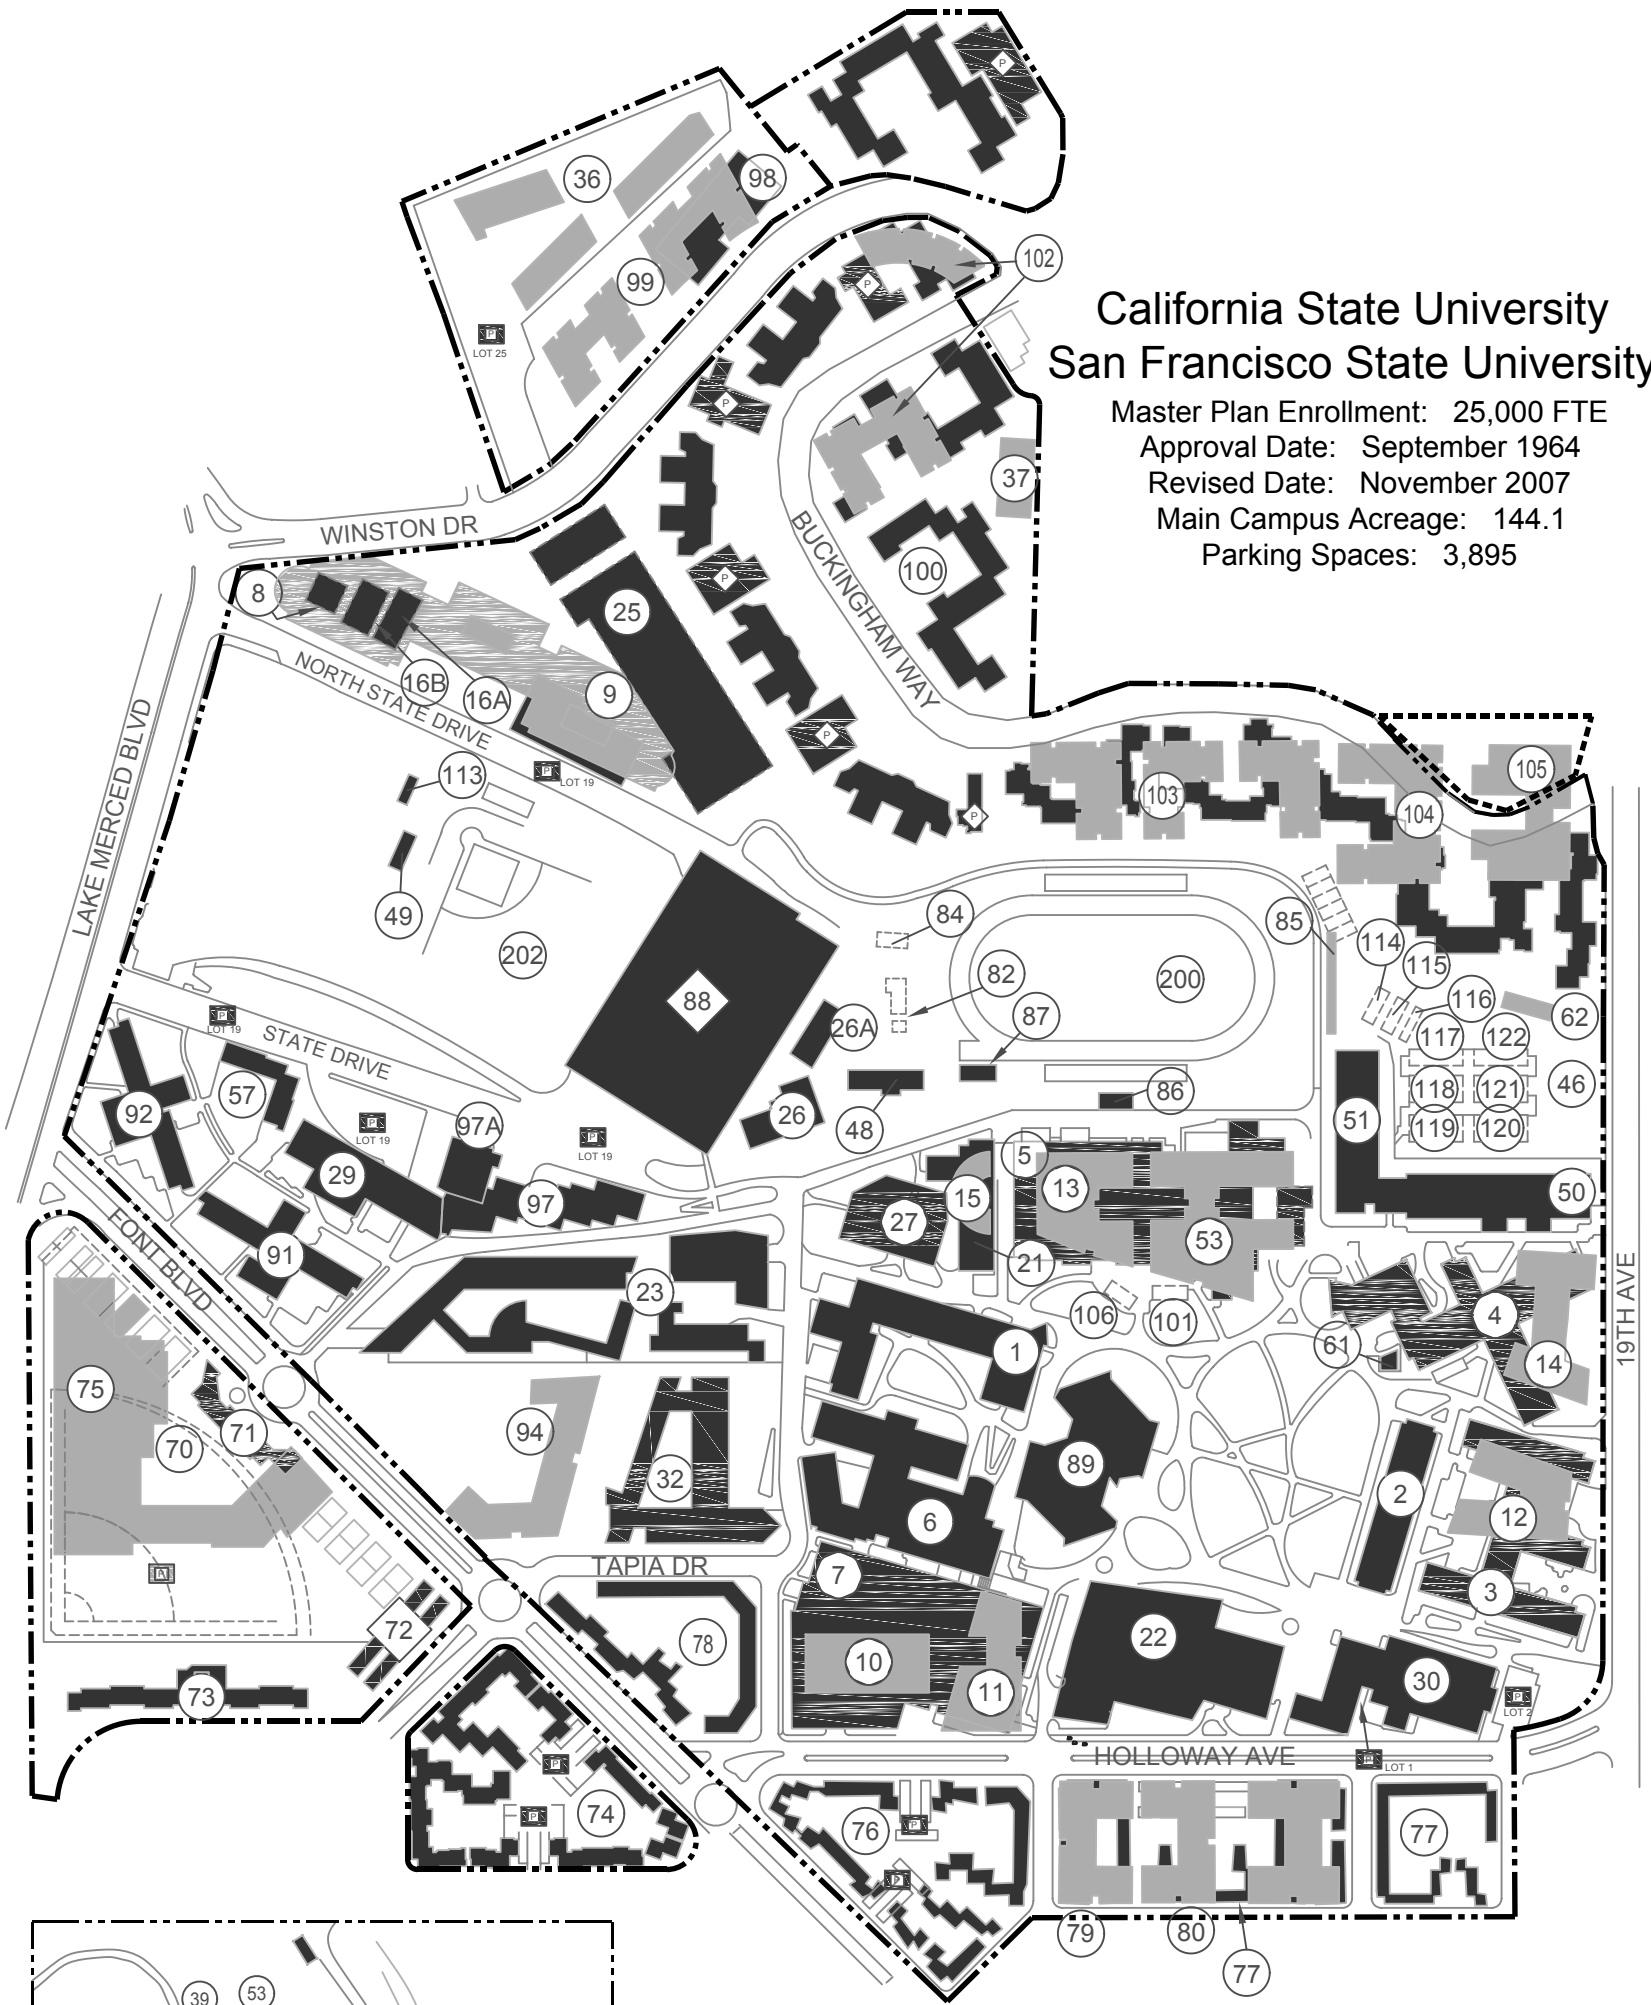 P
36
98
102
99
P
California State University
San Francisco State University
P
LOT 25
P
Master Plan Enrollment: 25,000 FTE
Approval Date: September 1964
Revised Date: November 2007
Main Campus Acreage: 144.1
Parking Spaces: 3,895
37
WINSTON DR
BUCKINGHAM WAY
100
P
8
25
16B
16A
9
NORTH STATE DRIVE
LAKE MERCED BLVD
P
113
P
LOT 19
103
105
104
P
49
84
85
202
114
115
82
200
116
88
P
LOT 19
87
26A
62
117
122
STATE DRIVE
118
121
46
57
86
92
26
48
51
119
120
P
LOT 19
97A
P
LOT 19
5
29
13
15
50
97
27
53
FONT BLVD
91
21
23
106
101
4
19TH AVE
61
1
14
75
94
70
71
32
89
2
6
12
TAPIA DR
7
P
3
72
78
22
10
73
11
30
P
LOT 2
HOLLOWAY AVE
P
LOT 1
P
74
P
76
P
77
P
79
80
77
39
53